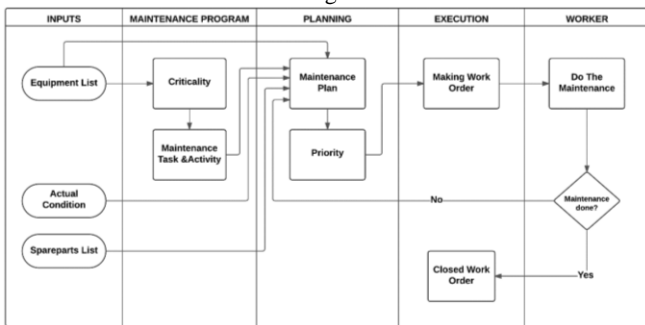 INPUTS
MAINTENANCE PROGRAM
PLANNING
EXECUTION
WORKER
Equipment List
Criticality
Maintenance
Plan
Making Work
Order
Do The
Maintenance
Maintenance
Task &Activity
Priority
Actual
Condition
No
Maintenance
done?
Spareparts List
Closed Work
Order
Yes